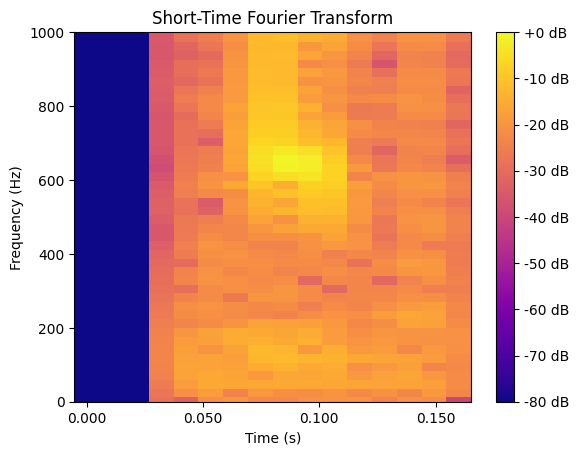 Short-Time Fourier Transform
1000
800
600
400
200
0
Frequency (Hz)
0.000
0.050
0.100
0.150
Time (s)
+0 dB
-10 dB
-20 dB
-30 dB
-40 dB
-50 dB
-60 dB
-70 dB
-80 dB